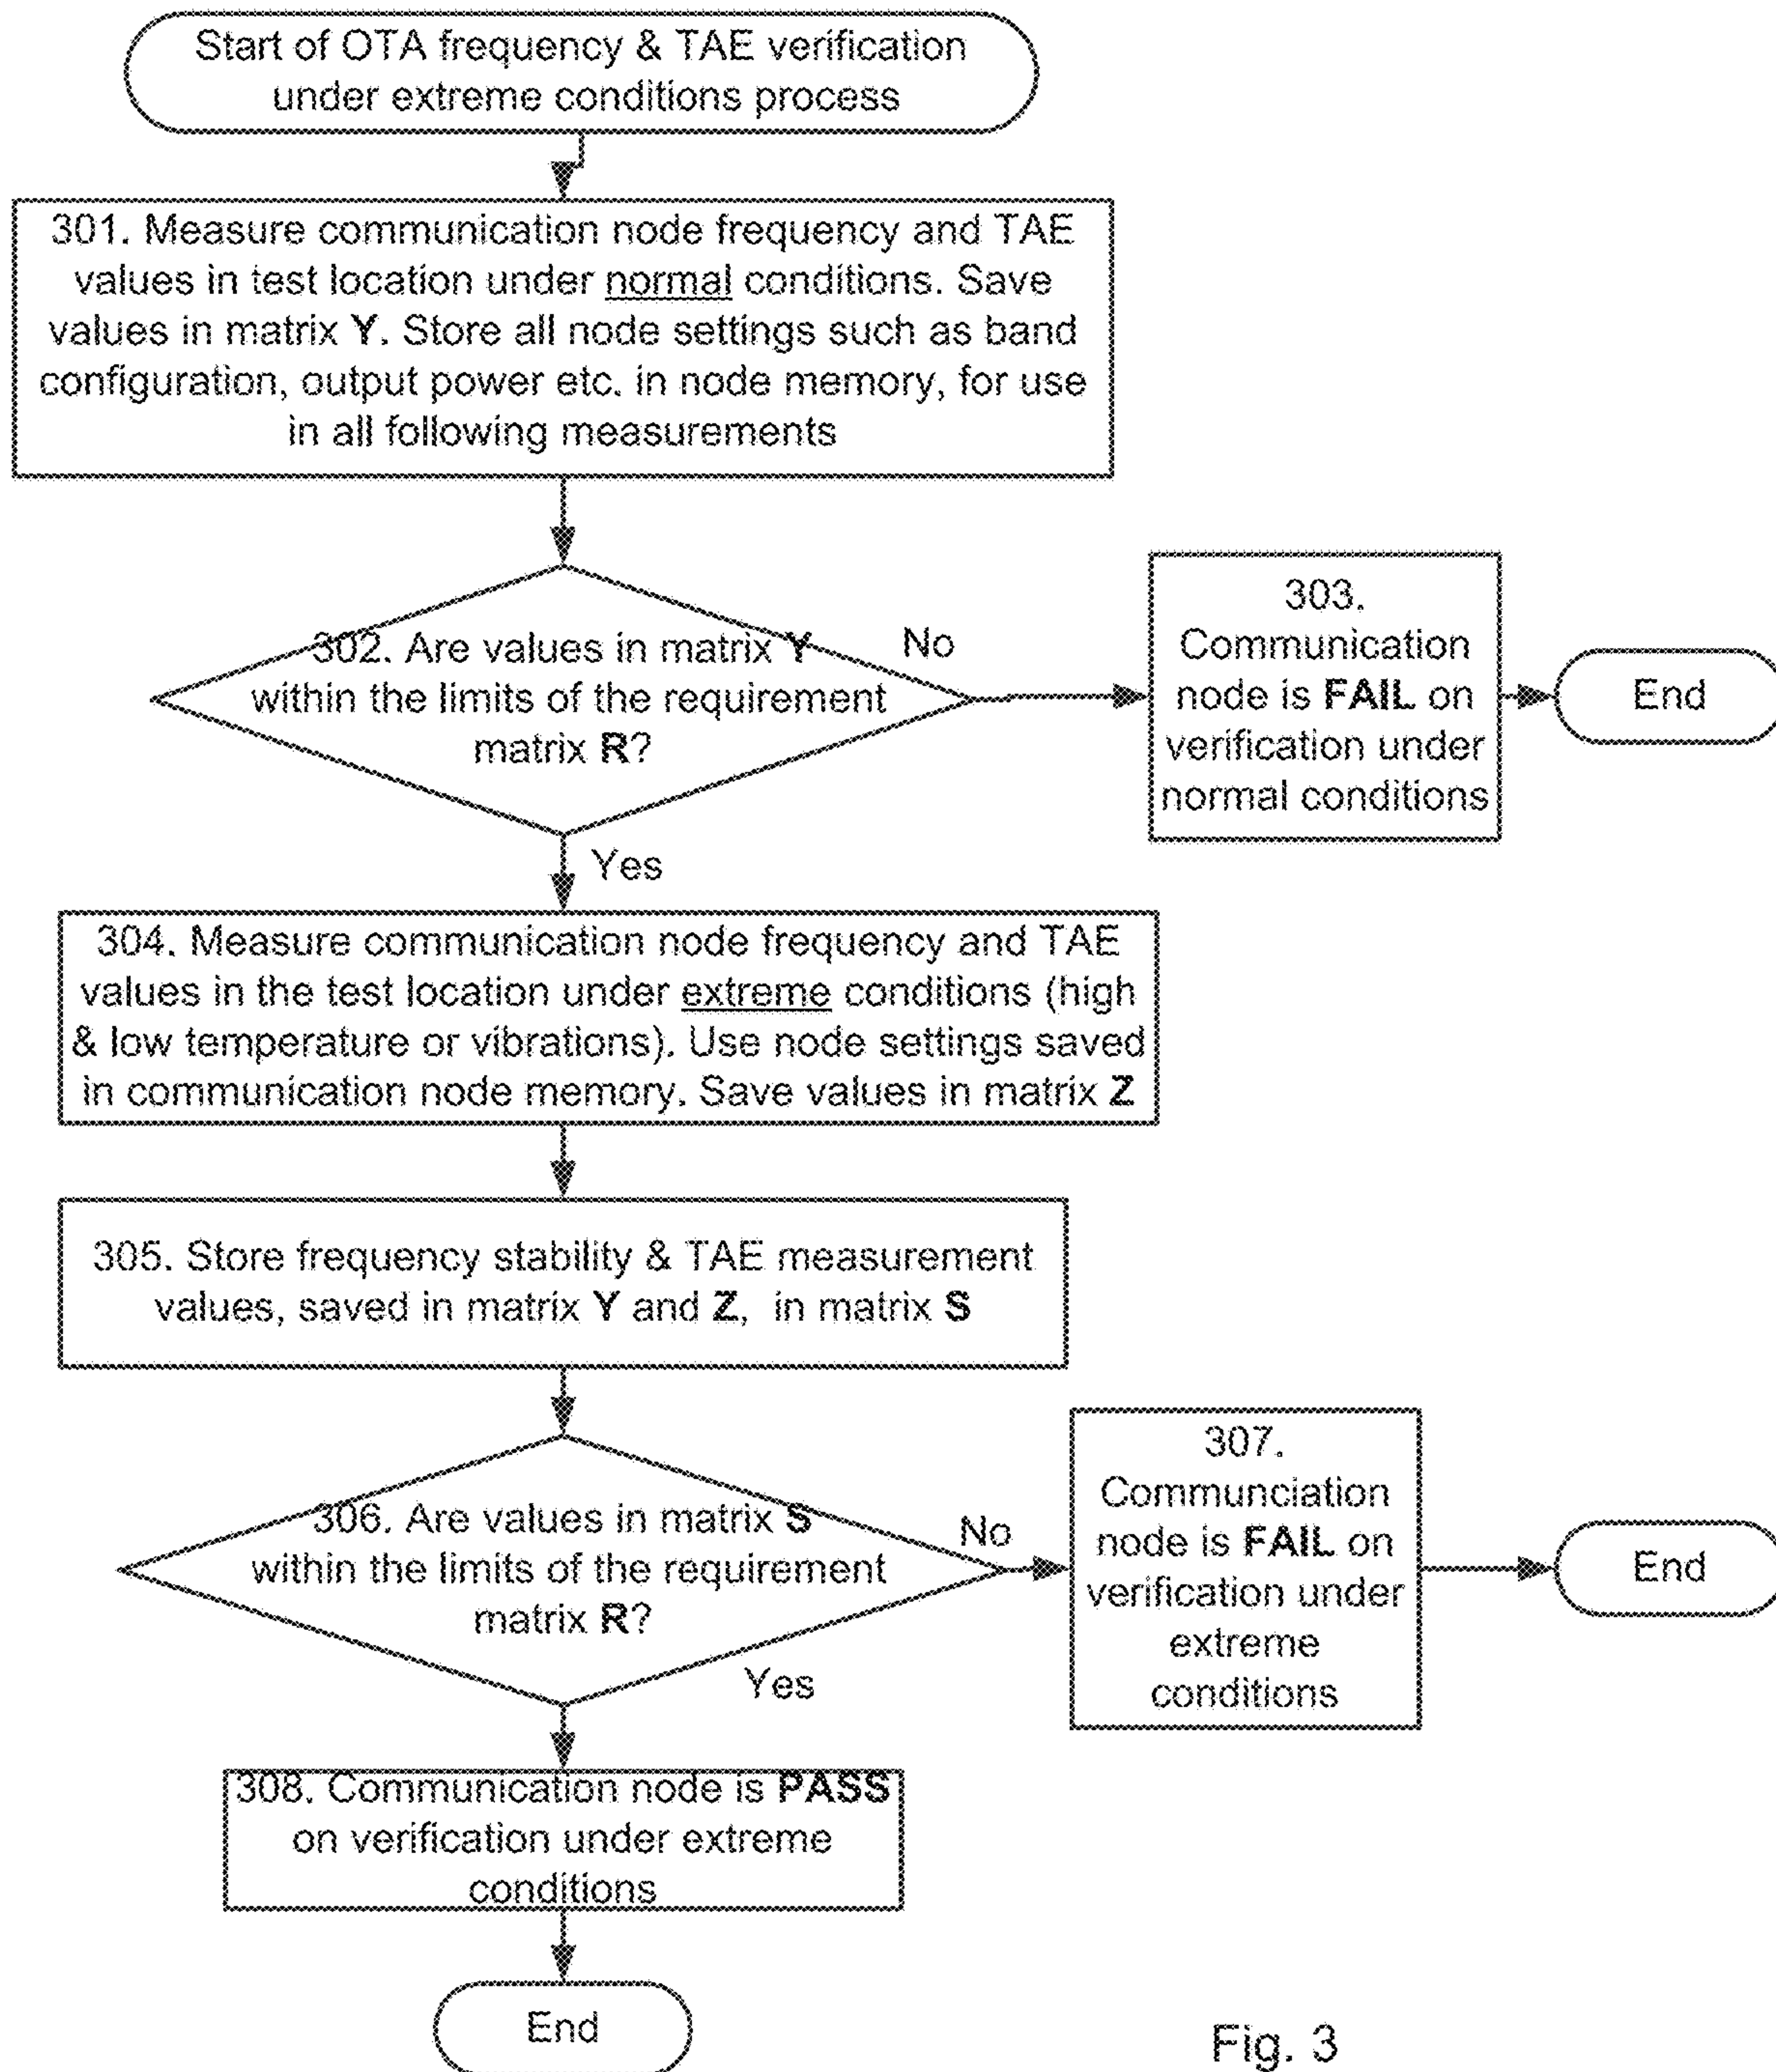 Start of OTA frequency & TAE verification
under extreme conditions process
301. Measure communication node frequency and TAE
values in test location under normal conditions. Save
values in matrix Y. Store all node settings such as band
configuration, output power etc. in node memory, for use
in all following measurements
302. Are values in matrix Y
within the limits of the requirement
matrix R?
No
303.
Communication
node is FAIL on
verification under
normal conditions
End
Yes
304. Measure communication node frequency and TAE
values in the test location under extreme conditions (high
& low temperature or vibrations). Use node settings saved
in communication node memory. Save values in matrix Z
305. Store frequency stability & TAE measurement
values, saved in matrix Y and Z, in matrix S
306. Are values in matrix S
within the limits of the requirement
matrix R?
No
307.
Communciation
node is FAIL on
verification under
extreme
conditions
End
Yes
308. Communication node is PASS
on verification under extreme
conditions
End
Fig. 3